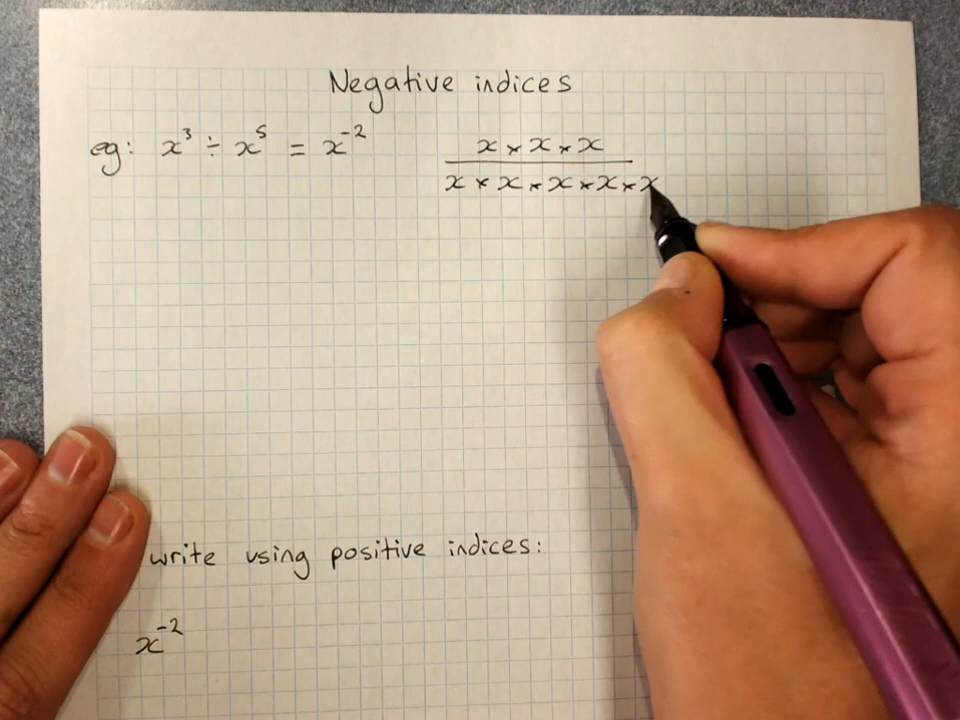 Negative indices
eg: x³ ÷ x⁵ = x⁻²
x × x × x
x × x × x × x × x
write using positive indices:
x⁻²